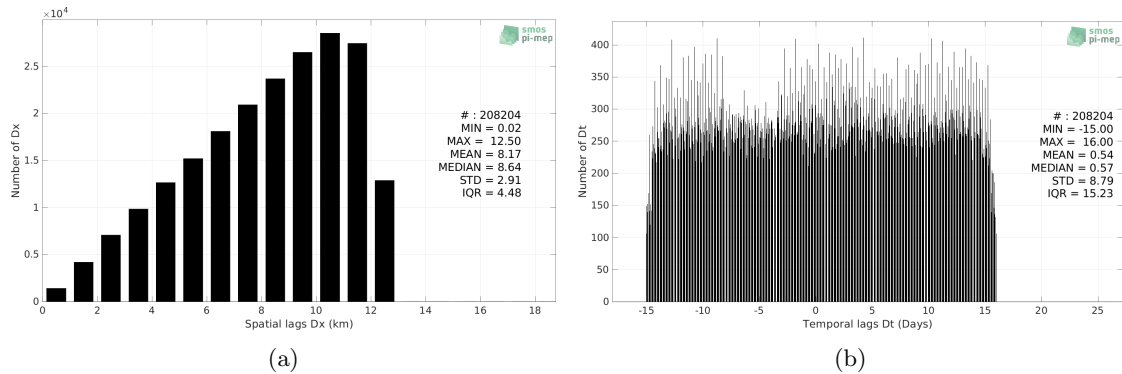 ×10⁴
smos
pi-mep
2.5
2
1.5
1
0.5
0
Number of Dx
# : 208204
MIN = 0.02
MAX = 12.50
MEAN = 8.17
MEDIAN = 8.64
STD = 2.91
IQR = 4.48
0 2 4 6 8 10 12 14 16 18
Spatial lags Dx (km)
(a)
smos
pi-mep
400
350
300
250
200
150
100
50
0
Number of Dt
# : 208204
MIN = -15.00
MAX = 16.00
MEAN = 0.54
MEDIAN = 0.57
STD = 8.79
IQR = 15.23
-15 -10 -5 0 5 10 15 20 25
Temporal lags Dt (Days)
(b)